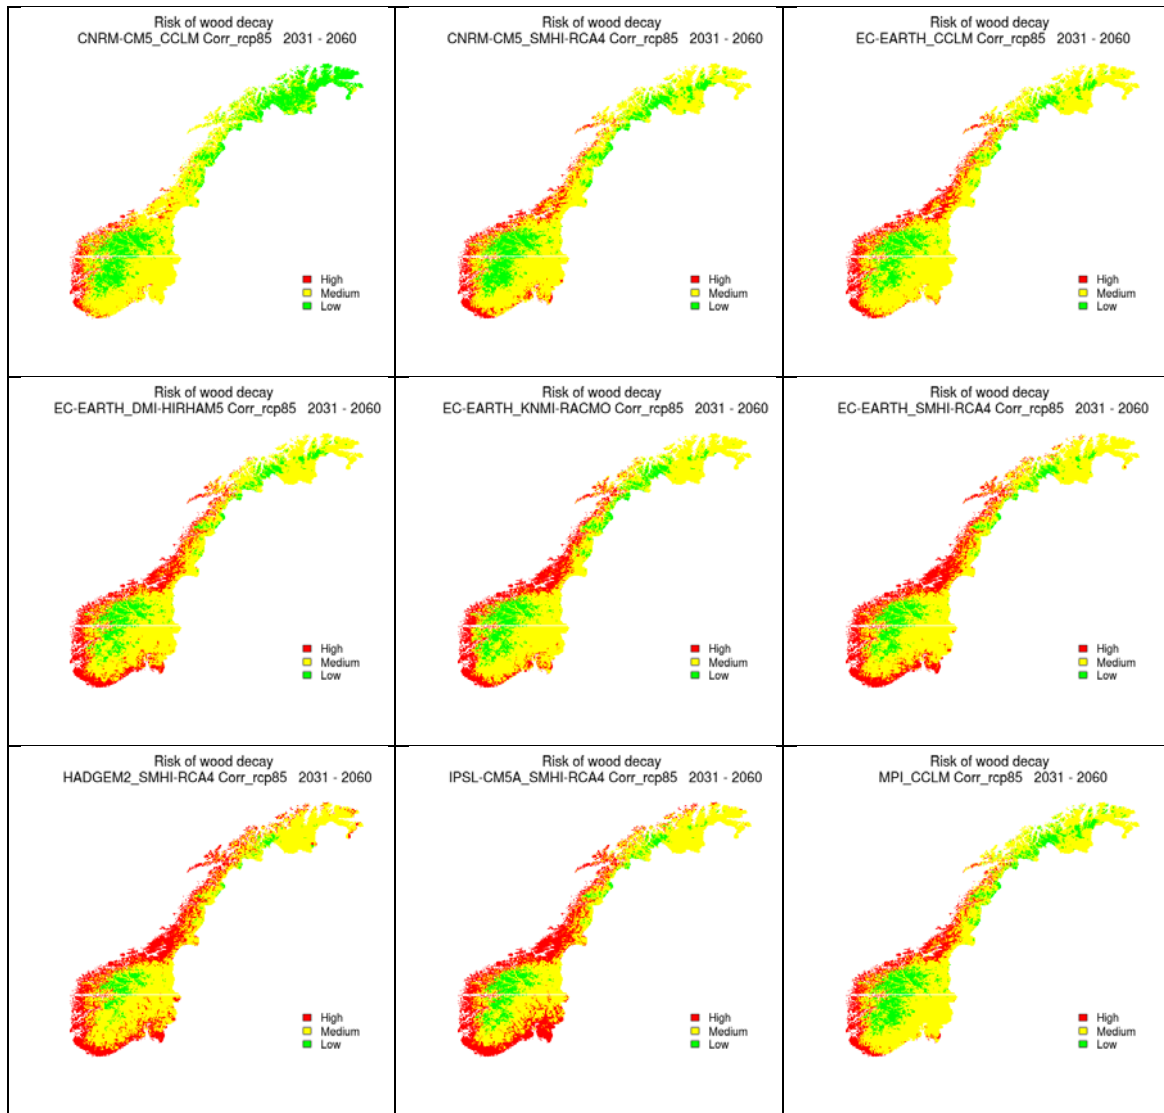 Risk of wood decay
CNRM-CM5_CCLM Corr_rcp85 2031 - 2060
High
Medium
Low
Risk of wood decay
CNRM-CM5_SMHI-RCA4 Corr_rcp85 2031 - 2060
High
Medium
Low
Risk of wood decay
EC-EARTH_CCLM Corr_rcp85 2031 - 2060
High
Medium
Low
Risk of wood decay
EC-EARTH_DMI-HIRHAM5 Corr_rcp85 2031 - 2060
High
Medium
Low
Risk of wood decay
EC-EARTH_KNMI-RACMO Corr_rcp85 2031 - 2060
High
Medium
Low
Risk of wood decay
EC-EARTH_SMHI-RCA4 Corr_rcp85 2031 - 2060
High
Medium
Low
Risk of wood decay
HADGEM2_SMHI-RCA4 Corr_rcp85 2031 - 2060
High
Medium
Low
Risk of wood decay
IPSL-CM5A_SMHI-RCA4 Corr_rcp85 2031 - 2060
High
Medium
Low
Risk of wood decay
MPI_CCLM Corr_rcp85 2031 - 2060
High
Medium
Low